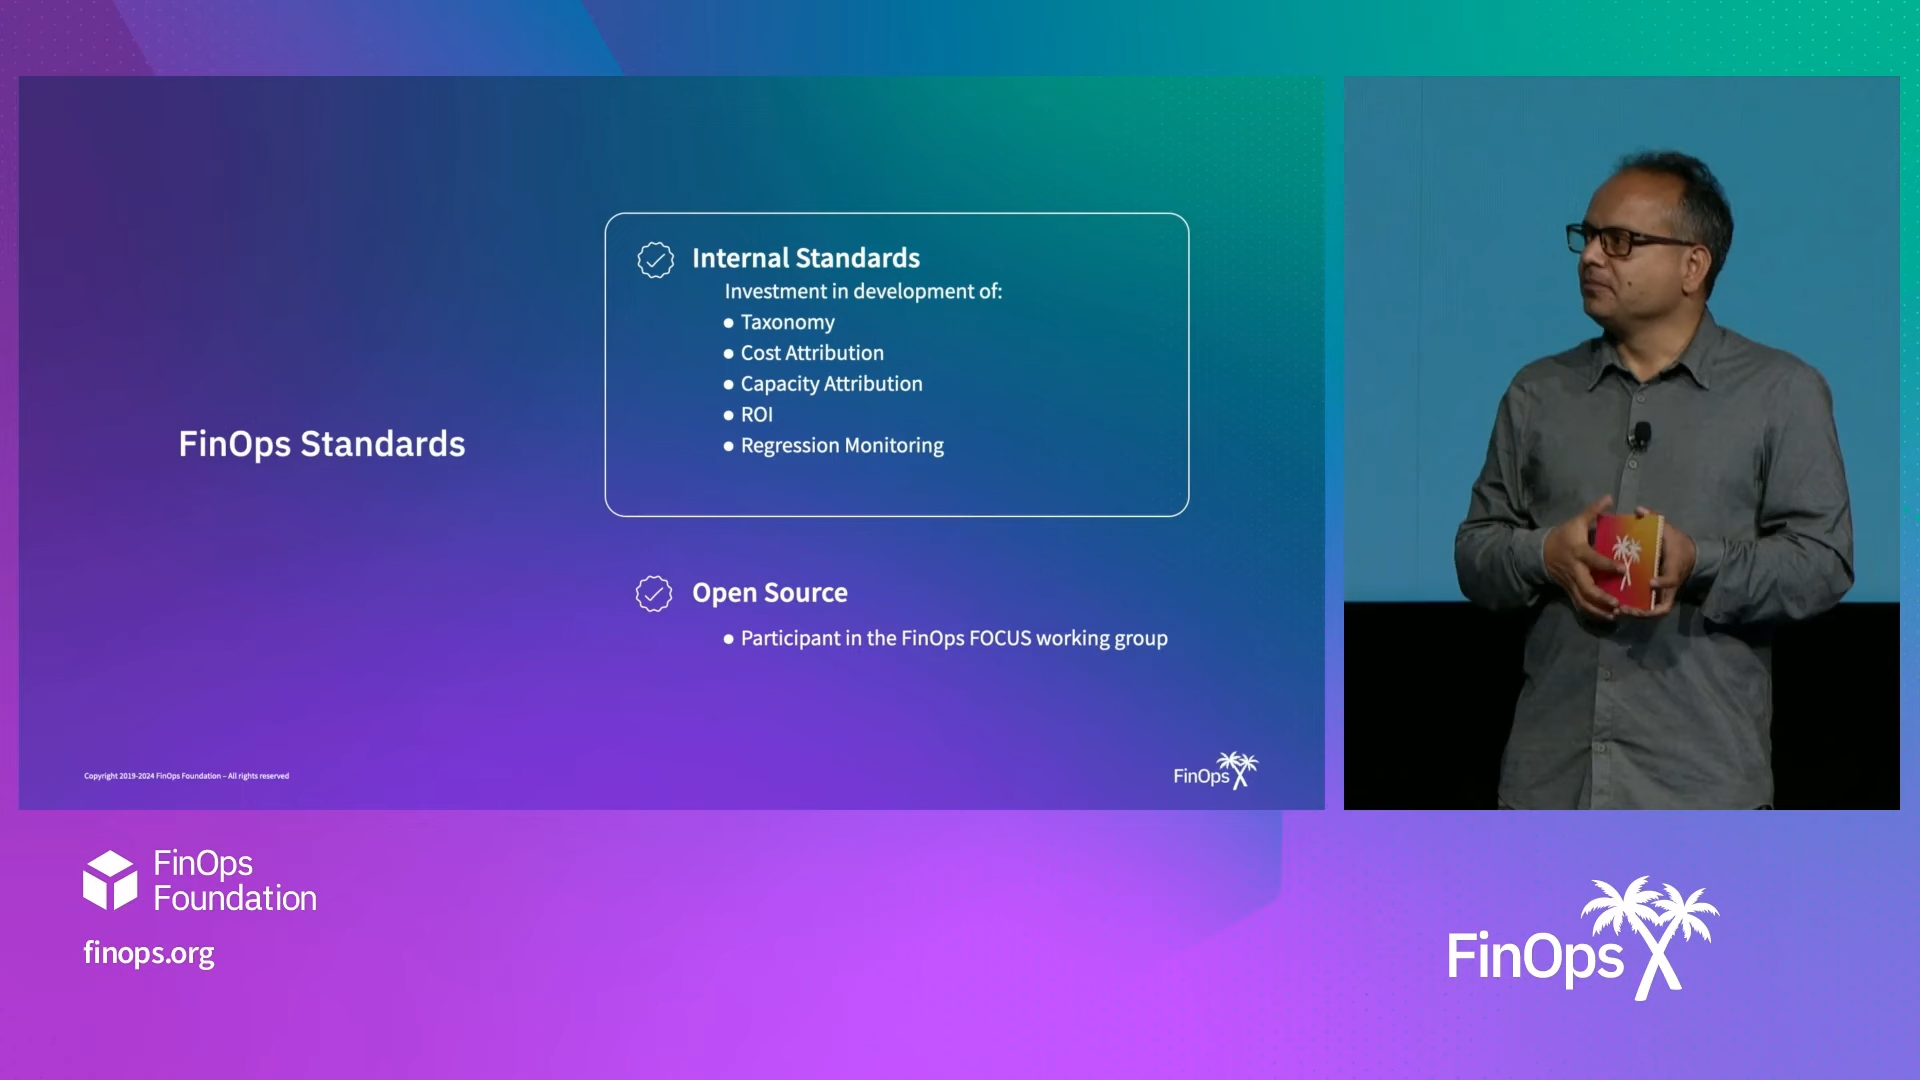 FinOps Standards
Internal Standards
Investment in development of:
● Taxonomy
● Cost Attribution
● Capacity Attribution
● ROI
● Regression Monitoring
Open Source
● Participant in the FinOps FOCUS working group
Copyright 2019-2024 FinOps Foundation – All rights reserved
FinOps X
FinOps
Foundation
finops.org
FinOps X